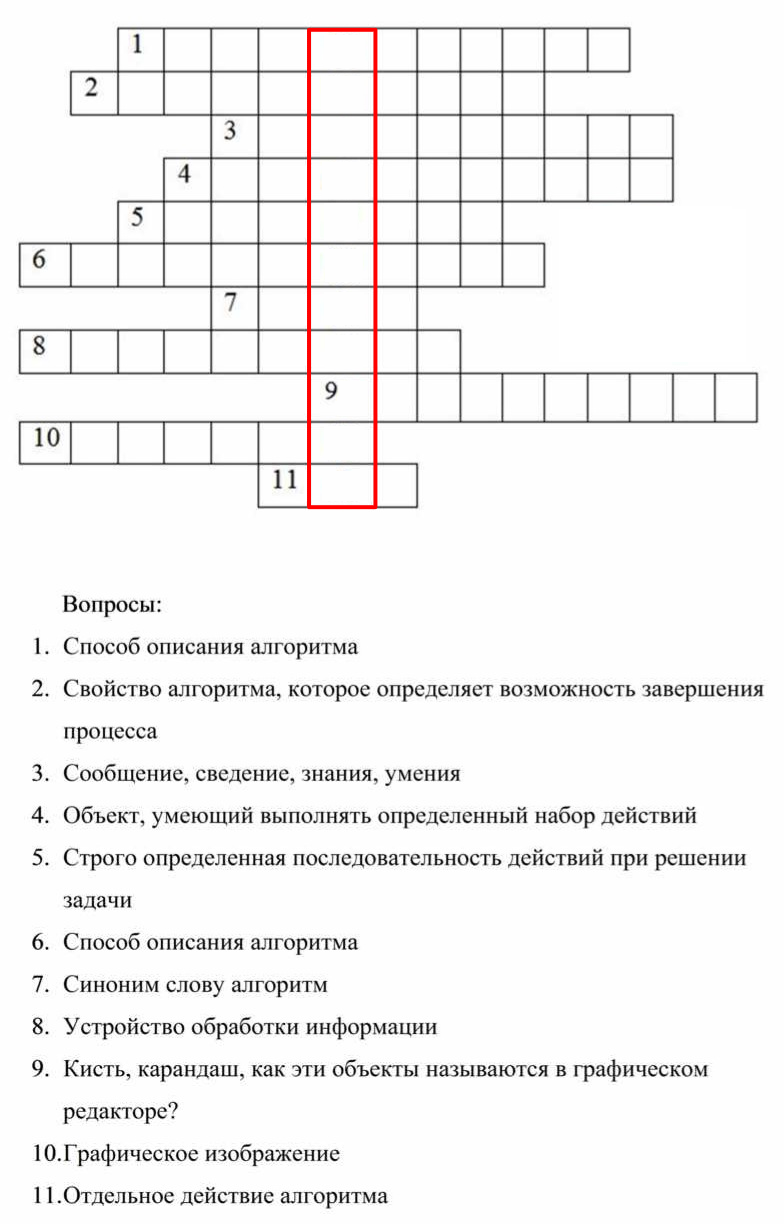 1
2
3
4
5
6
7
8
9
10
11
Вопросы:
1. Способ описания алгоритма
2. Свойство алгоритма, которое определяет возможность завершения
процесса
3. Сообщение, сведение, знания, умения
4. Объект, умеющий выполнять определенный набор действий
5. Строго определенная последовательность действий при решении
задачи
6. Способ описания алгоритма
7. Синоним слову алгоритм
8. Устройство обработки информации
9. Кисть, карандаш, как эти объекты называются в графическом
редакторе?
10.Графическое изображение
11.Отдельное действие алгоритма